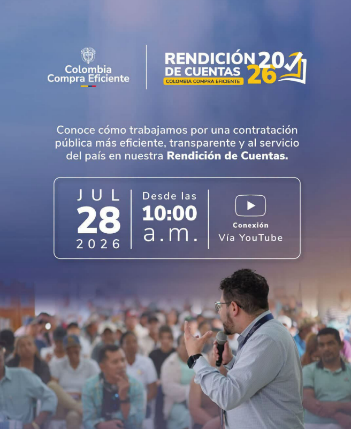 Colombia
Compra Eficiente
RENDICIÓN 20
DE CUENTAS 26
COLOMBIA COMPRA EFICIENTE
Conoce cómo trabajamos por una contratación
pública más eficiente, transparente y al servicio
del país en nuestra Rendición de Cuentas.
JUL
28
2026
Desde las
10:00
a.m.
Conexión
Vía YouTube